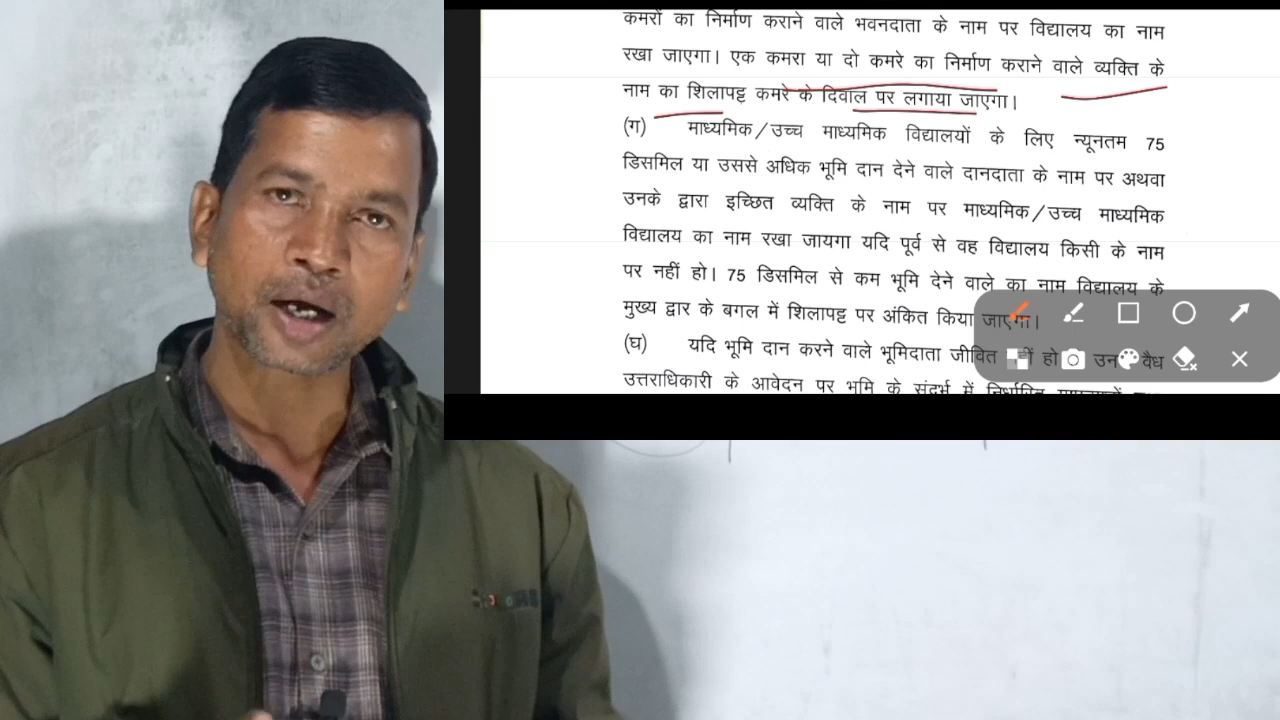 कमरों का निर्माण कराने वाले भवनदाता के नाम पर विद्यालय का नाम
रखा जाएगा। एक कमरा या दो कमरे का निर्माण कराने वाले व्यक्ति के
नाम का शिलापट्ट कमरे के दिवाल पर लगाया जाएगा।
(ग) माध्यमिक/उच्च माध्यमिक विद्यालयों के लिए न्यूनतम 75
डिसमिल या उससे अधिक भूमि दान देने वाले दानदाता के नाम पर अथवा
उनके द्वारा इच्छित व्यक्ति के नाम पर माध्यमिक/उच्च माध्यमिक
विद्यालय का नाम रखा जायगा यदि पूर्व से वह विद्यालय किसी के नाम
पर नहीं हो। 75 डिसमिल से कम भूमि देने वाले का नाम विद्यालय के
मुख्य द्वार के बगल में शिलापट्ट पर अंकित किया जाएगा।
(घ) यदि भूमि दान करने वाले भूमिदाता जीवित हो वैध
उत्तराधिकारी के आवेदन पर भूमि के संदर्भ में निर्धारित